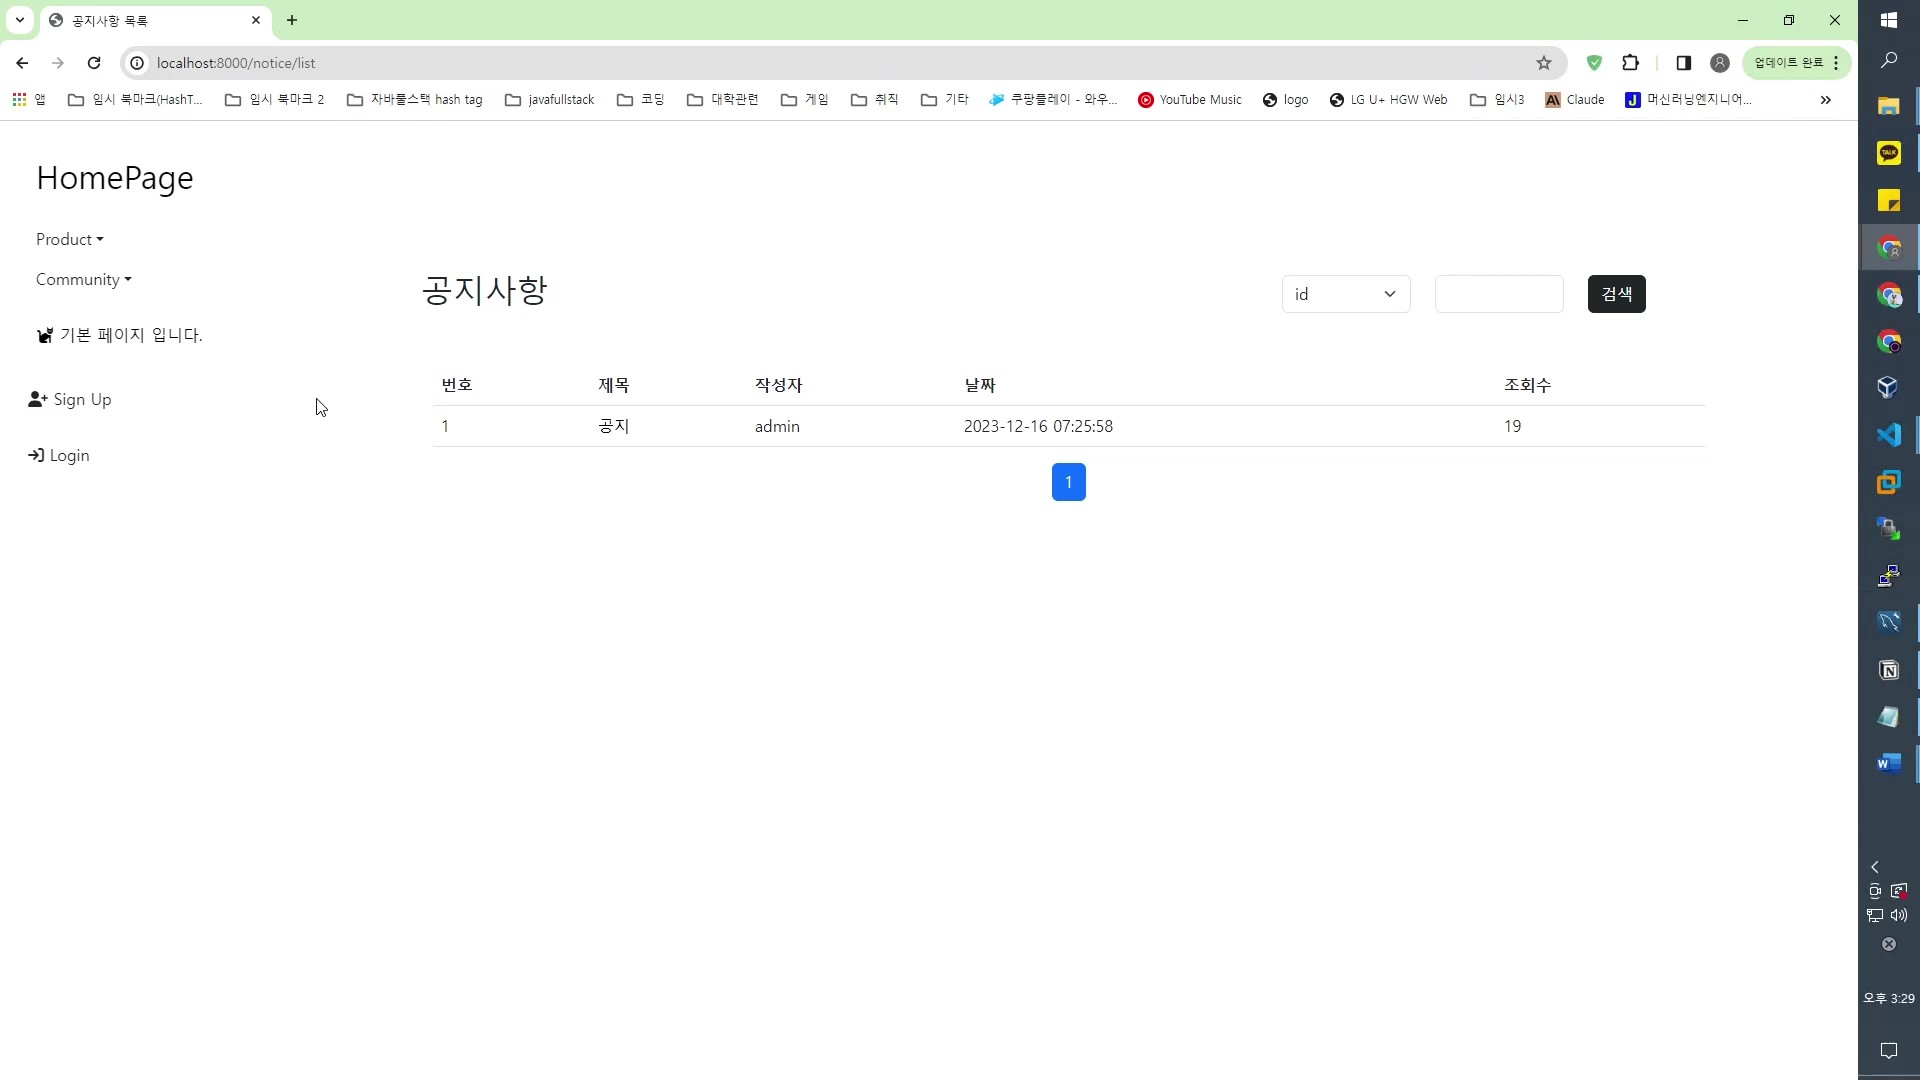 공지사항 목록
localhost:8000/notice/list
업데이트 완료
앱
임시 북마크(HashT...
임시 북마크 2
자바풀스택 hash tag
javafullstack
코딩
대학관련
게임
취직
기타
쿠팡플레이 - 와우...
YouTube Music
logo
LG U+ HGW Web
임시3
Claude
머신러닝엔지니어...
HomePage
Product
Community
기본 페이지 입니다.
Sign Up
Login
공지사항
id
검색
번호 제목 작성자 날짜 조회수
1 공지 admin 2023-12-16 07:25:58 19
1
오후 3:29